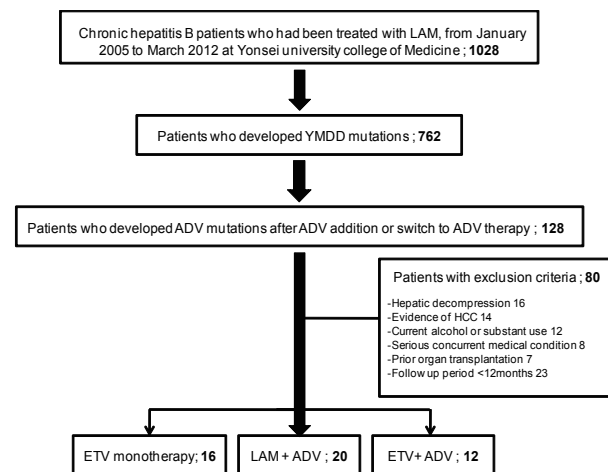 Chronic hepatitis B patients who had been treated with LAM, from January
2005 to March 2012 at Yonsei university college of Medicine ; 1028
Patients who developed YMDD mutations ; 762
Patients who developed ADV mutations after ADV addition or switch to ADV therapy ; 128
Patients with exclusion criteria ; 80
-Hepatic decompression 16
-Evidence of HCC 14
-Current alcohol or substant use 12
-Serious concurrent medical condition 8
-Prior organ transplantation 7
-Follow up period <12months 23
ETV monotherapy; 16
LAM + ADV ; 20
ETV+ ADV ; 12